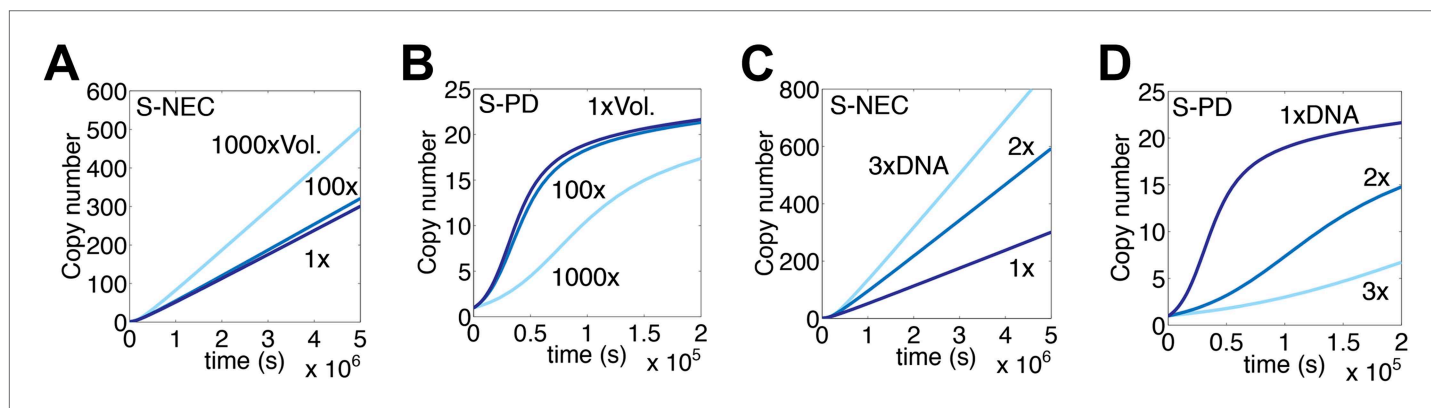 A
S-NEC
Copy number
600
500
400
300
200
100
0
1000xVol.
100x
1x
0 1 2 3 4 5
time (s) x 10^6
B
S-PD
1xVol.
Copy number
25
20
15
10
5
0
100x
1000x
0 0.5 1 1.5 2
time (s) x 10^5
C
S-NEC
Copy number
800
600
400
200
0
3xDNA
2x
1x
0 1 2 3 4 5
time (s) x 10^6
D
S-PD
1xDNA
Copy number
25
20
15
10
5
0
2x
3x
0 0.5 1 1.5 2
time (s) x 10^5